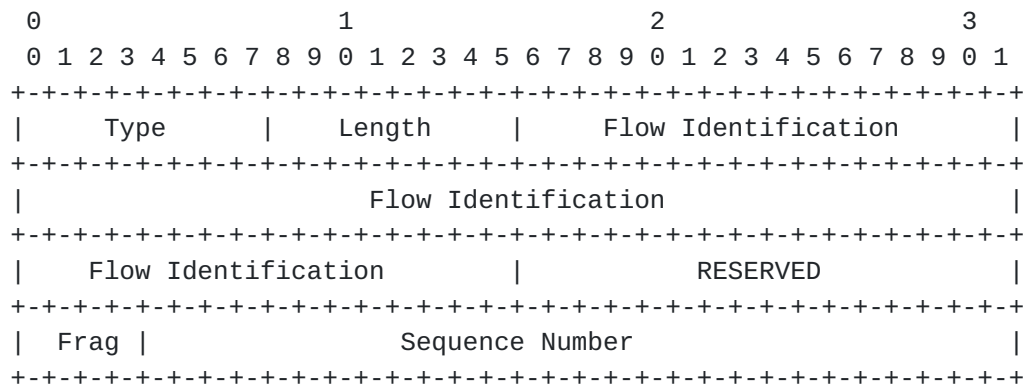 0                   1                   2                   3
 0 1 2 3 4 5 6 7 8 9 0 1 2 3 4 5 6 7 8 9 0 1 2 3 4 5 6 7 8 9 0 1
+-+-+-+-+-+-+-+-+-+-+-+-+-+-+-+-+-+-+-+-+-+-+-+-+-+-+-+-+-+-+-+-+
|     Type      |    Length     |     Flow Identification       |
+-+-+-+-+-+-+-+-+-+-+-+-+-+-+-+-+-+-+-+-+-+-+-+-+-+-+-+-+-+-+-+-+
|                      Flow Identification                      |
+-+-+-+-+-+-+-+-+-+-+-+-+-+-+-+-+-+-+-+-+-+-+-+-+-+-+-+-+-+-+-+-+
|    Flow Identification        |           RESERVED            |
+-+-+-+-+-+-+-+-+-+-+-+-+-+-+-+-+-+-+-+-+-+-+-+-+-+-+-+-+-+-+-+-+
|  Frag |                Sequence Number                        |
+-+-+-+-+-+-+-+-+-+-+-+-+-+-+-+-+-+-+-+-+-+-+-+-+-+-+-+-+-+-+-+-+